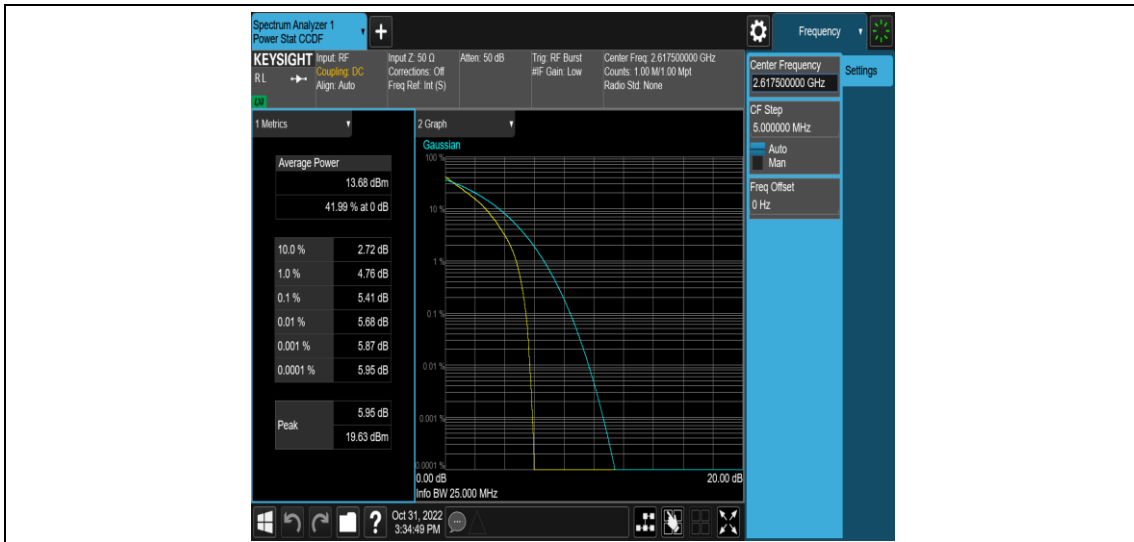 Spectrum Analyzer 1
Power Stat CCDF
Frequency
KEYSIGHT
RL
LXI
Input: RF
Coupling: DC
Align: Auto
Input Z: 50 Ω
Corrections: Off
Freq Ref: Int (S)
Atten: 50 dB
Trig: RF Burst
#IF Gain: Low
Center Freq: 2.617500000 GHz
Counts: 1.00 M/1.00 Mpt
Radio Std: None
Center Frequency
2.617500000 GHz
Settings
CF Step
5.000000 MHz
Auto
Man
Freq Offset
0 Hz
1 Metrics
Average Power
13.68 dBm
41.99 % at 0 dB
10.0 % 2.72 dB
1.0 % 4.76 dB
0.1 % 5.41 dB
0.01 % 5.68 dB
0.001 % 5.87 dB
0.0001 % 5.95 dB
Peak
5.95 dB
19.63 dBm
2 Graph
Gaussian
100 %
10 %
1 %
0.1 %
0.01 %
0.001 %
0.0001 %
0.00 dB 20.00 dB
Info BW 25.000 MHz
Oct 31, 2022
3:34:49 PM